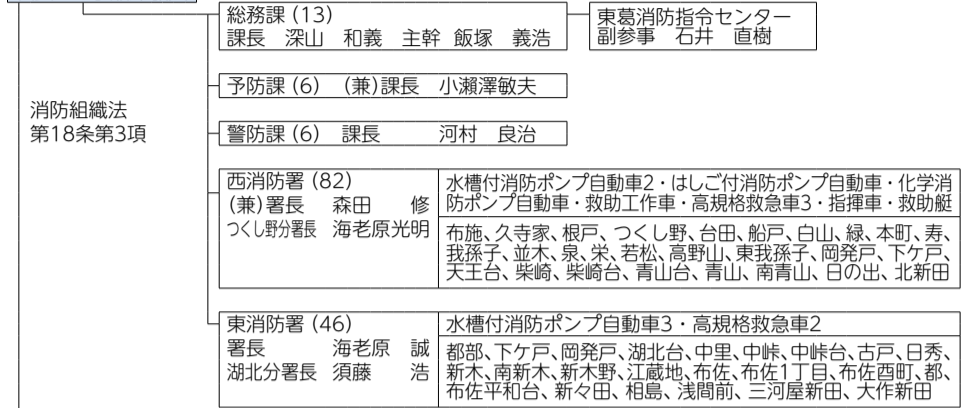 総務課(13)
課長 深山 和義 主幹 飯塚 義浩
東葛消防指令センター
副参事 石井 直樹
予防課(6) (兼)課長 小瀬澤敏夫
消防組織法
第18条第3項
警防課(6) 課長 河村 良治
西消防署(82)
(兼)署長 森田 修
つくし野分署長 海老原光明
水槽付消防ポンプ自動車2・はしご付消防ポンプ自動車・化学消
防ポンプ自動車・救助工作車・高規格救急車3・指揮車・救助艇
布施、久寺家、根戸、つくし野、台田、船戸、白山、緑、本町、寿、
我孫子、並木、泉、栄、若松、高野山、東我孫子、岡発戸、下ケ戸、
天王台、柴崎、柴崎台、青山台、青山、南青山、日の出、北新田
東消防署(46)
署長 海老原 誠
湖北分署長 須藤 浩
水槽付消防ポンプ自動車3・高規格救急車2
都部、下ケ戸、岡発戸、湖北台、中里、中峠、中峠台、古戸、日秀、
新木、南新木、新木野、江蔵地、布佐、布佐1丁目、布佐酉町、都、
布佐平和台、新々田、相島、浅間前、三河屋新田、大作新田